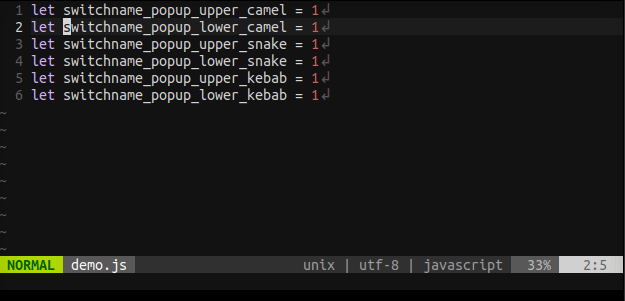 1 let switchname_popup_upper_camel = 1↲
2 let switchname_popup_lower_camel = 1↲
3 let switchname_popup_upper_snake = 1↲
4 let switchname_popup_lower_snake = 1↲
5 let switchname_popup_upper_kebab = 1↲
6 let switchname_popup_lower_kebab = 1↲
~
~
~
~
~
~
~
~
~
NORMAL demo.js unix | utf-8 | javascript 33% 2:5